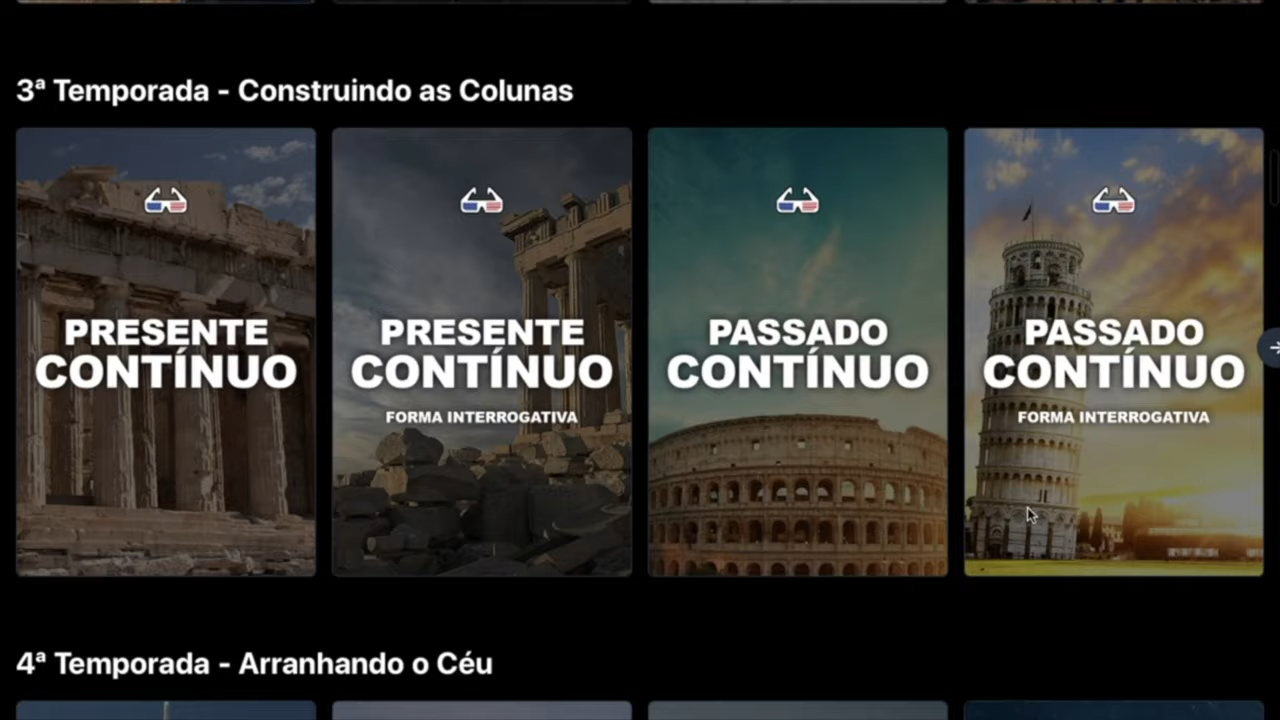 3ª Temporada - Construindo as Colunas
PRESENTE
CONTÍNUO
PRESENTE
CONTÍNUO
FORMA INTERROGATIVA
PASSADO
CONTÍNUO
PASSADO
CONTÍNUO
FORMA INTERROGATIVA
4ª Temporada - Arranhando o Céu